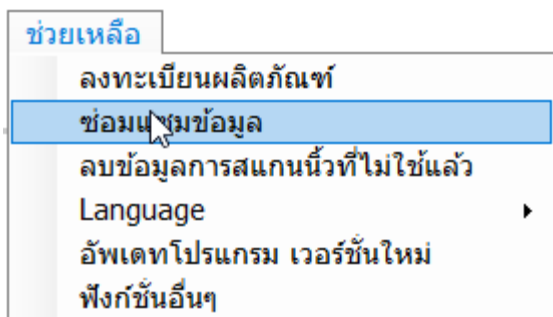 ช่วยเหลือ
ลงทะเบียนผลิตภัณฑ์
ซ่อมแซมข้อมูล
ลบข้อมูลการสแกนนิ้วที่ไม่ใช้แล้ว
Language
อัพเดทโปรแกรม เวอร์ชั่นใหม่
ฟังก์ชั่นอื่นๆ